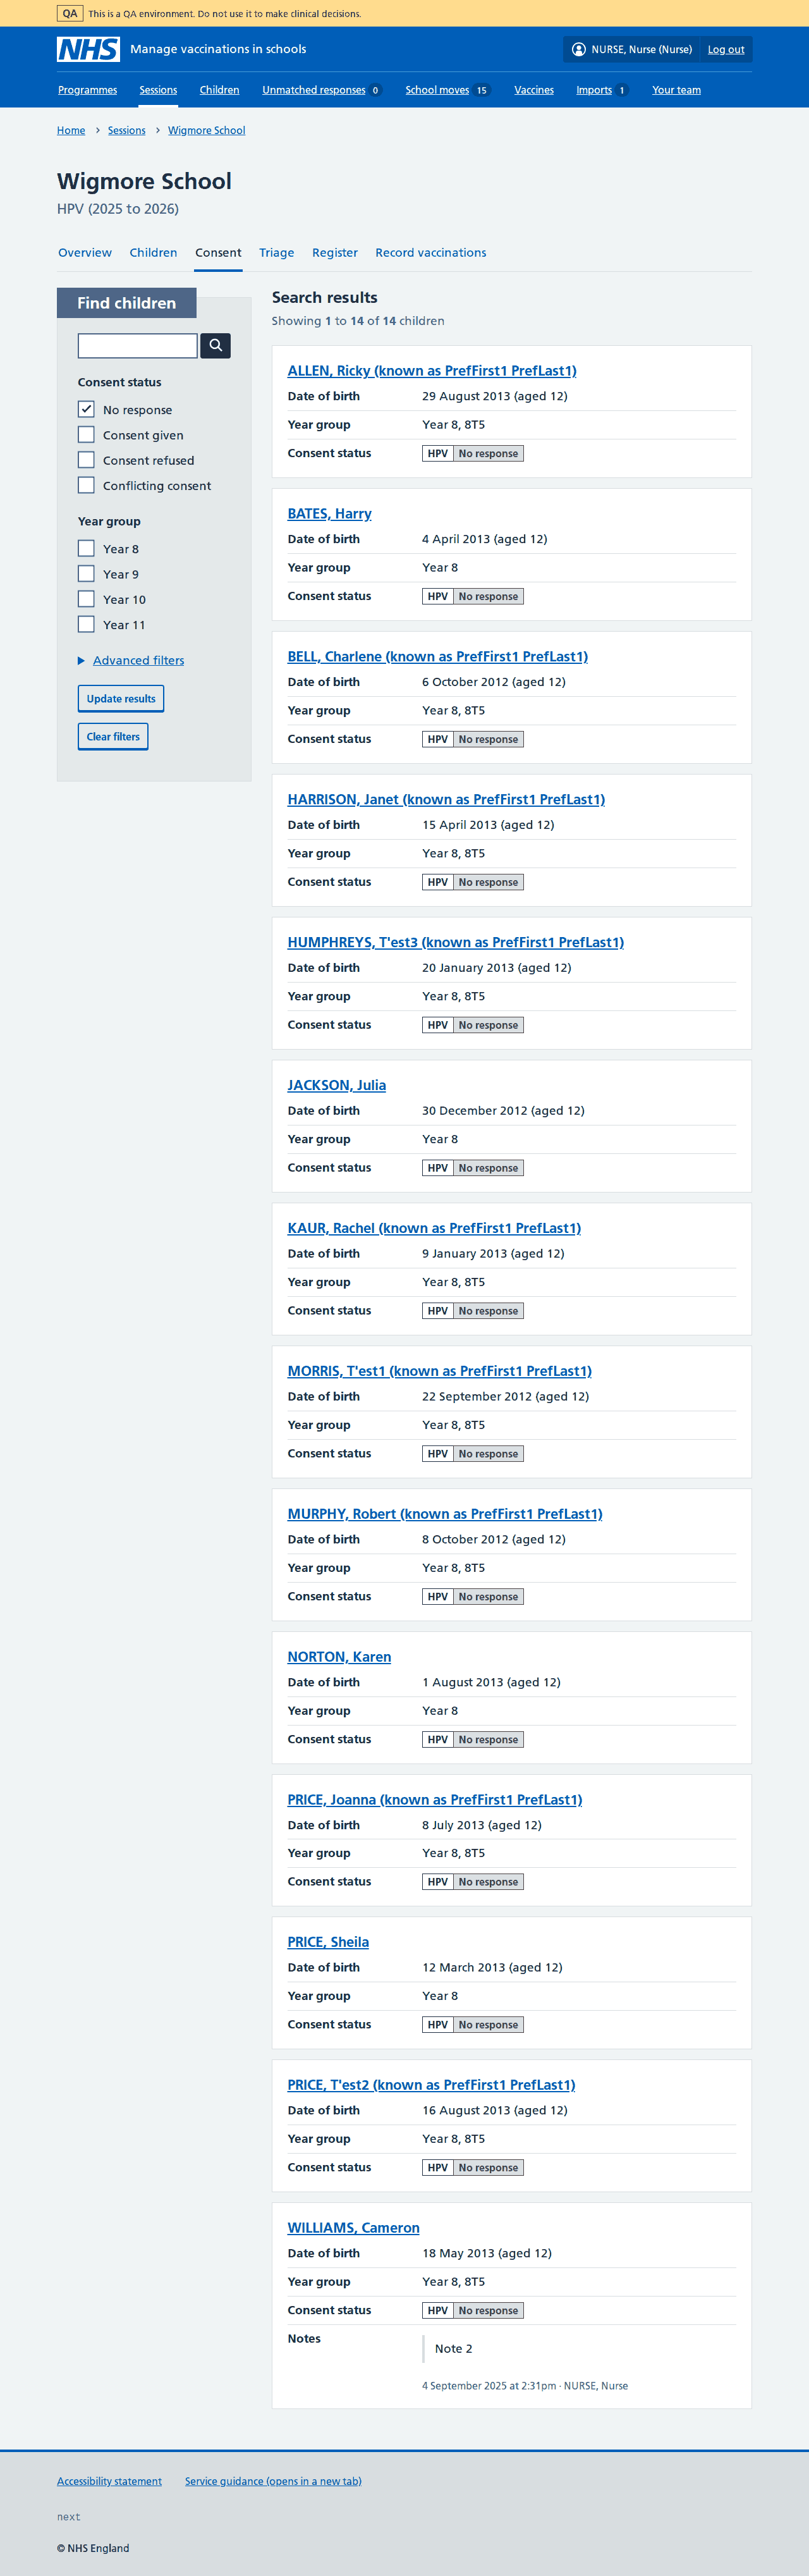 QA This is a QA environment. Do not use it to make clinical decisions.
NHS Manage vaccinations in schools NURSE, Nurse (Nurse) Log out
Programmes Sessions Children Unmatched responses 0 School moves 15 Vaccines Imports 1 Your team
Home Sessions Wigmore School
Wigmore School
HPV (2025 to 2026)
Overview Children Consent Triage Register Record vaccinations
Find children
Consent status
No response
Consent given
Consent refused
Conflicting consent
Year group
Year 8
Year 9
Year 10
Year 11
Advanced filters
Update results
Clear filters
Search results
Showing 1 to 14 of 14 children
ALLEN, Ricky (known as PrefFirst1 PrefLast1)
Date of birth 29 August 2013 (aged 12)
Year group Year 8, 8T5
Consent status HPV No response
BATES, Harry
Date of birth 4 April 2013 (aged 12)
Year group Year 8
Consent status HPV No response
BELL, Charlene (known as PrefFirst1 PrefLast1)
Date of birth 6 October 2012 (aged 12)
Year group Year 8, 8T5
Consent status HPV No response
HARRISON, Janet (known as PrefFirst1 PrefLast1)
Date of birth 15 April 2013 (aged 12)
Year group Year 8, 8T5
Consent status HPV No response
HUMPHREYS, T'est3 (known as PrefFirst1 PrefLast1)
Date of birth 20 January 2013 (aged 12)
Year group Year 8, 8T5
Consent status HPV No response
JACKSON, Julia
Date of birth 30 December 2012 (aged 12)
Year group Year 8
Consent status HPV No response
KAUR, Rachel (known as PrefFirst1 PrefLast1)
Date of birth 9 January 2013 (aged 12)
Year group Year 8, 8T5
Consent status HPV No response
MORRIS, T'est1 (known as PrefFirst1 PrefLast1)
Date of birth 22 September 2012 (aged 12)
Year group Year 8, 8T5
Consent status HPV No response
MURPHY, Robert (known as PrefFirst1 PrefLast1)
Date of birth 8 October 2012 (aged 12)
Year group Year 8, 8T5
Consent status HPV No response
NORTON, Karen
Date of birth 1 August 2013 (aged 12)
Year group Year 8
Consent status HPV No response
PRICE, Joanna (known as PrefFirst1 PrefLast1)
Date of birth 8 July 2013 (aged 12)
Year group Year 8, 8T5
Consent status HPV No response
PRICE, Sheila
Date of birth 12 March 2013 (aged 12)
Year group Year 8
Consent status HPV No response
PRICE, T'est2 (known as PrefFirst1 PrefLast1)
Date of birth 16 August 2013 (aged 12)
Year group Year 8, 8T5
Consent status HPV No response
WILLIAMS, Cameron
Date of birth 18 May 2013 (aged 12)
Year group Year 8, 8T5
Consent status HPV No response
Notes Note 2
4 September 2025 at 2:31pm · NURSE, Nurse
Accessibility statement Service guidance (opens in a new tab)
next
© NHS England